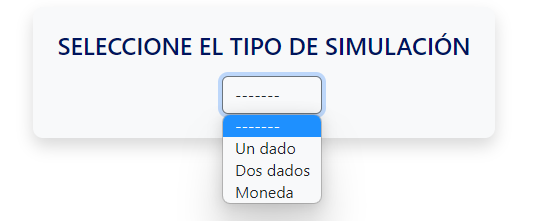 SELECCIONE EL TIPO DE SIMULACIÓN
-------
-------
Un dado
Dos dados
Moneda